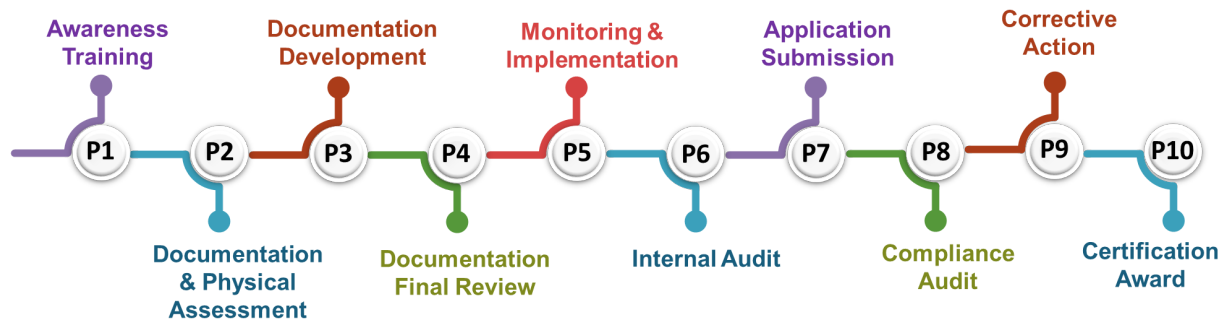 Awareness
Training
Documentation
Development
Monitoring &
Implementation
Application
Submission
Corrective
Action
P1
P2
P3
P4
P5
P6
P7
P8
P9
P10
Documentation
& Physical
Assessment
Documentation
Final Review
Internal Audit
Compliance
Audit
Certification
Award